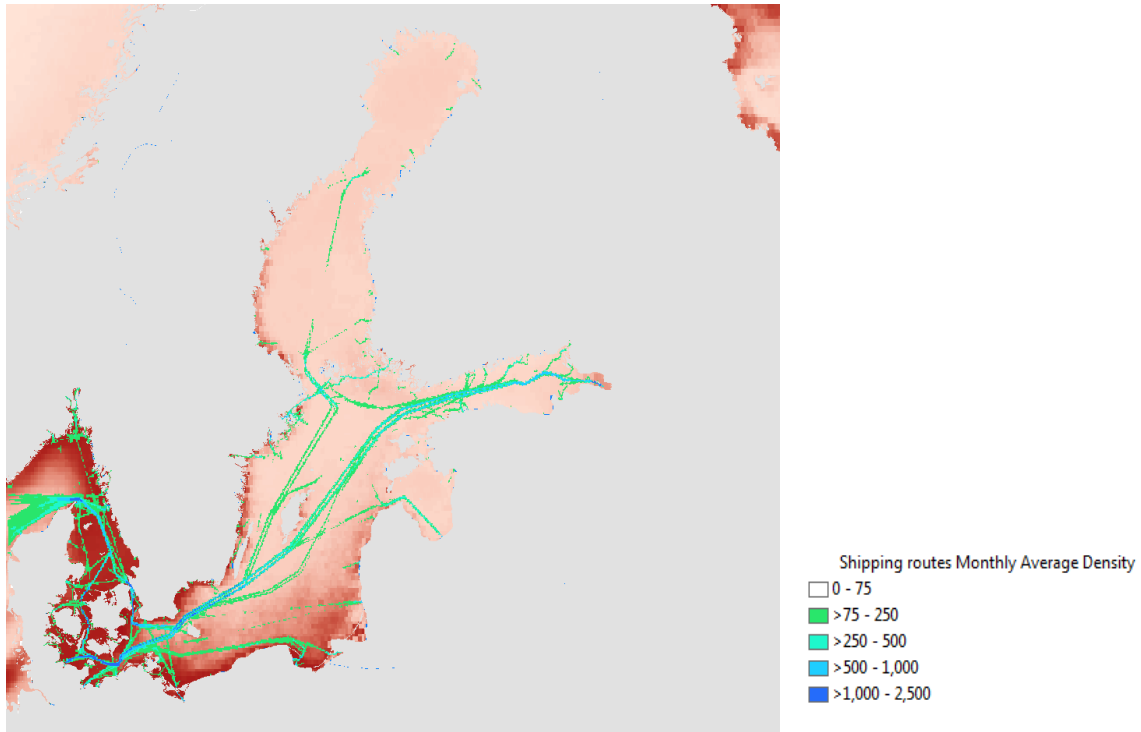 Shipping routes Monthly Average Density
0 - 75
>75 - 250
>250 - 500
>500 - 1,000
>1,000 - 2,500